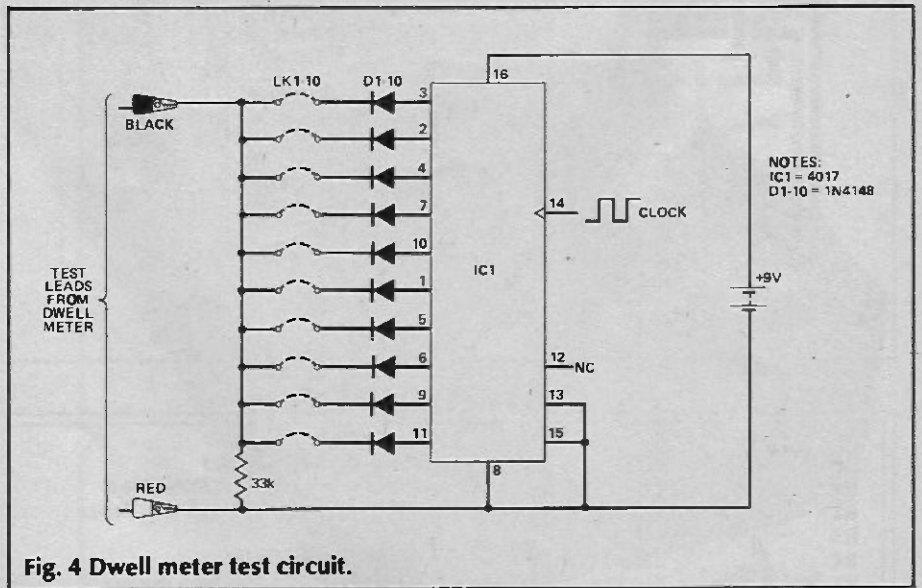 LK1-10 D1-10
16
BLACK
3
2
4
7
10
1
5
6
9
11
14
CLOCK
IC1
12
NC
13
15
8
NOTES:
IC1 = 4017
D1-10 = 1N4148
+9V
TEST
LEADS
FROM
DWELL
METER
33k
RED
Fig. 4 Dwell meter test circuit.